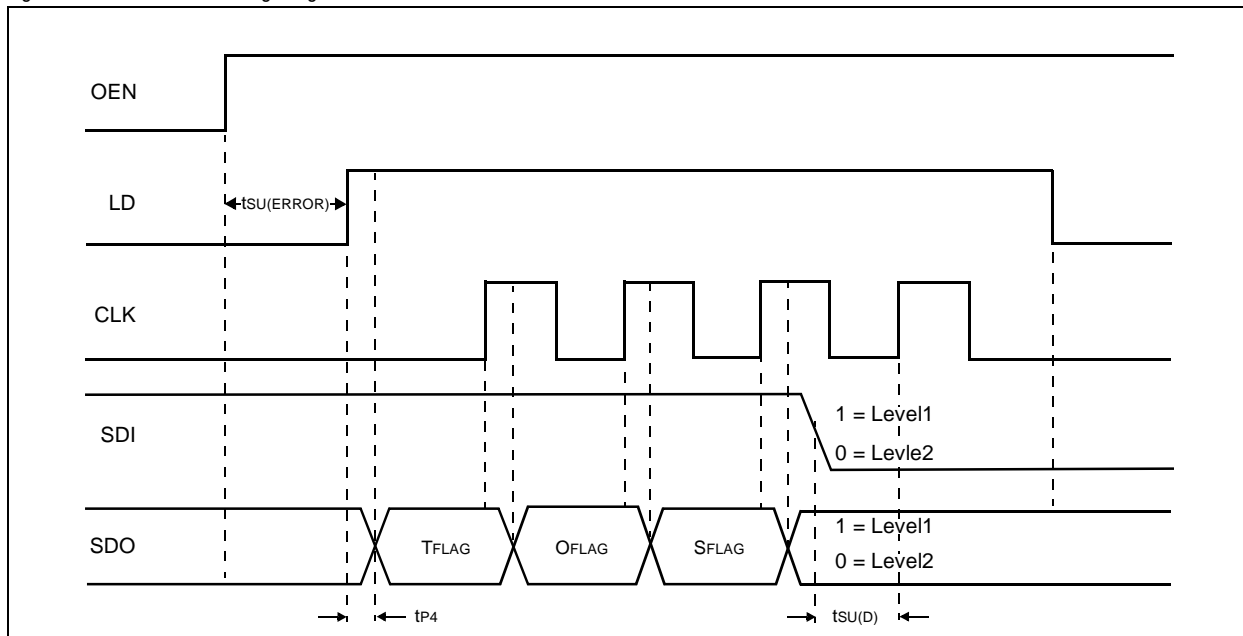 OEN
LD
tSU(ERROR)
CLK
SDI
1 = Level1
0 = Levle2
SDO
TFLAG
OFLAG
SFLAG
1 = Level1
0 = Level2
tP4
tSU(D)